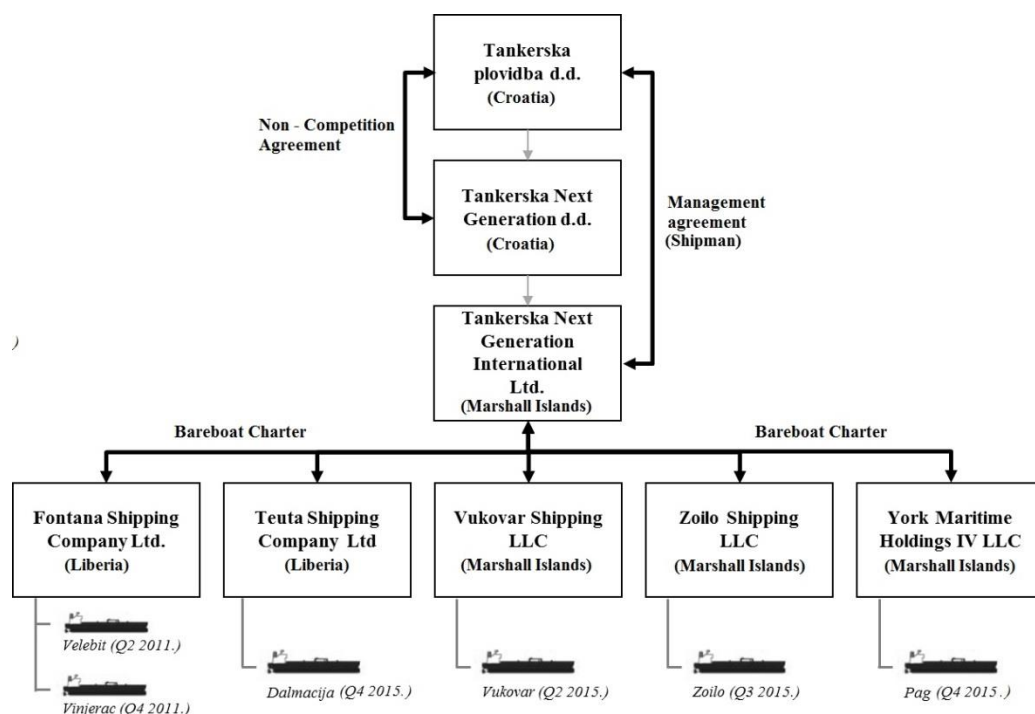 Tankerska
plovidba d.d.
(Croatia)
Non - Competition
Agreement
Tankerska Next
Generation d.d.
(Croatia)
Management
agreement
(Shipman)
)
Tankerska Next
Generation
International
Ltd.
(Marshall Islands)
Bareboat Charter
Bareboat Charter
Fontana Shipping
Company Ltd.
(Liberia)
Teuta Shipping
Company Ltd
(Liberia)
Vukovar Shipping
LLC
(Marshall Islands)
Zoilo Shipping
LLC
(Marshall Islands)
York Maritime
Holdings IV LLC
(Marshall Islands)
Velebit (Q2 2011.)
Vinjerac (Q4 2011.)
Dalmacija (Q4 2015.)
Vukovar (Q2 2015.)
Zoilo (Q3 2015.)
Pag (Q4 2015.)